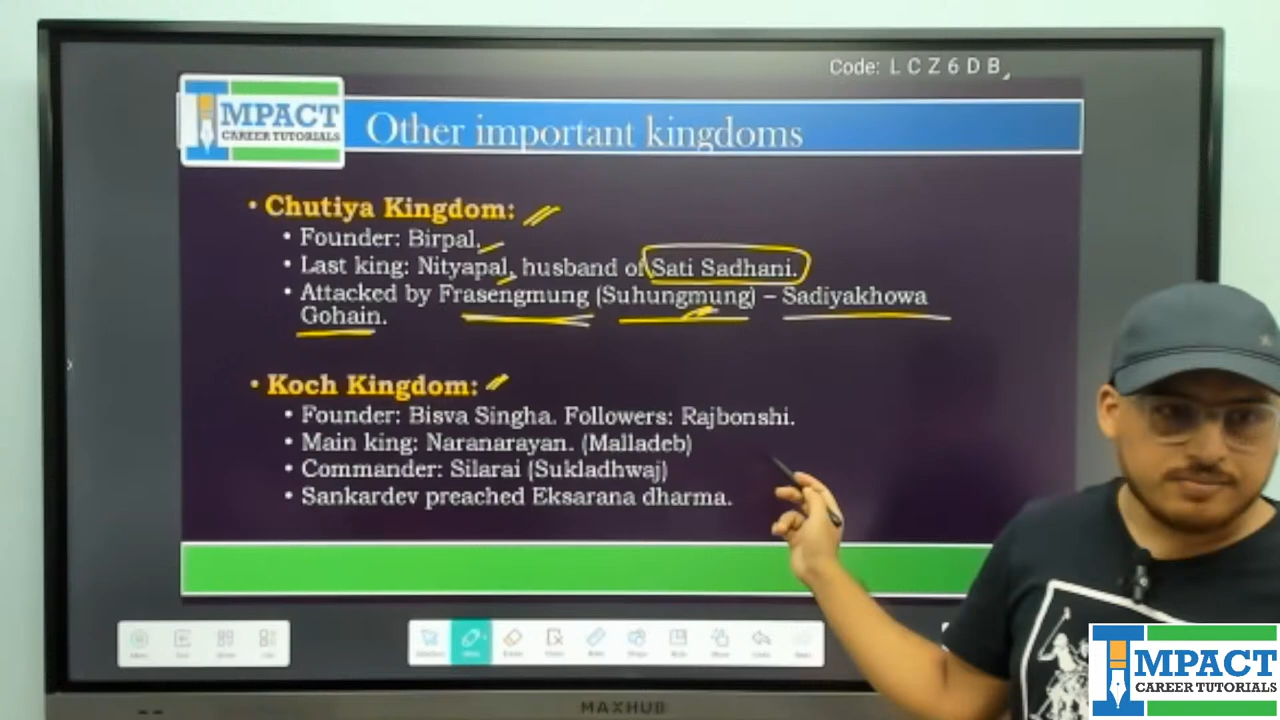 Code: L C Z 6 D B
IMPACT
CAREER TUTORIALS
Other important kingdoms
• Chutiya Kingdom:
• Founder: Birpal.
• Last king: Nityapal, husband of Sati Sadhani.
• Attacked by Frasengmung (Suhungmung) – Sadiyakhowa
Gohain.
• Koch Kingdom:
• Founder: Bisva Singha. Followers: Rajbonshi.
• Main king: Naranarayan. (Malladeb)
• Commander: Silarai (Sukladhwaj)
• Sankardev preached Eksarana dharma.
MAXHUB
IMPACT
CAREER TUTORIALS